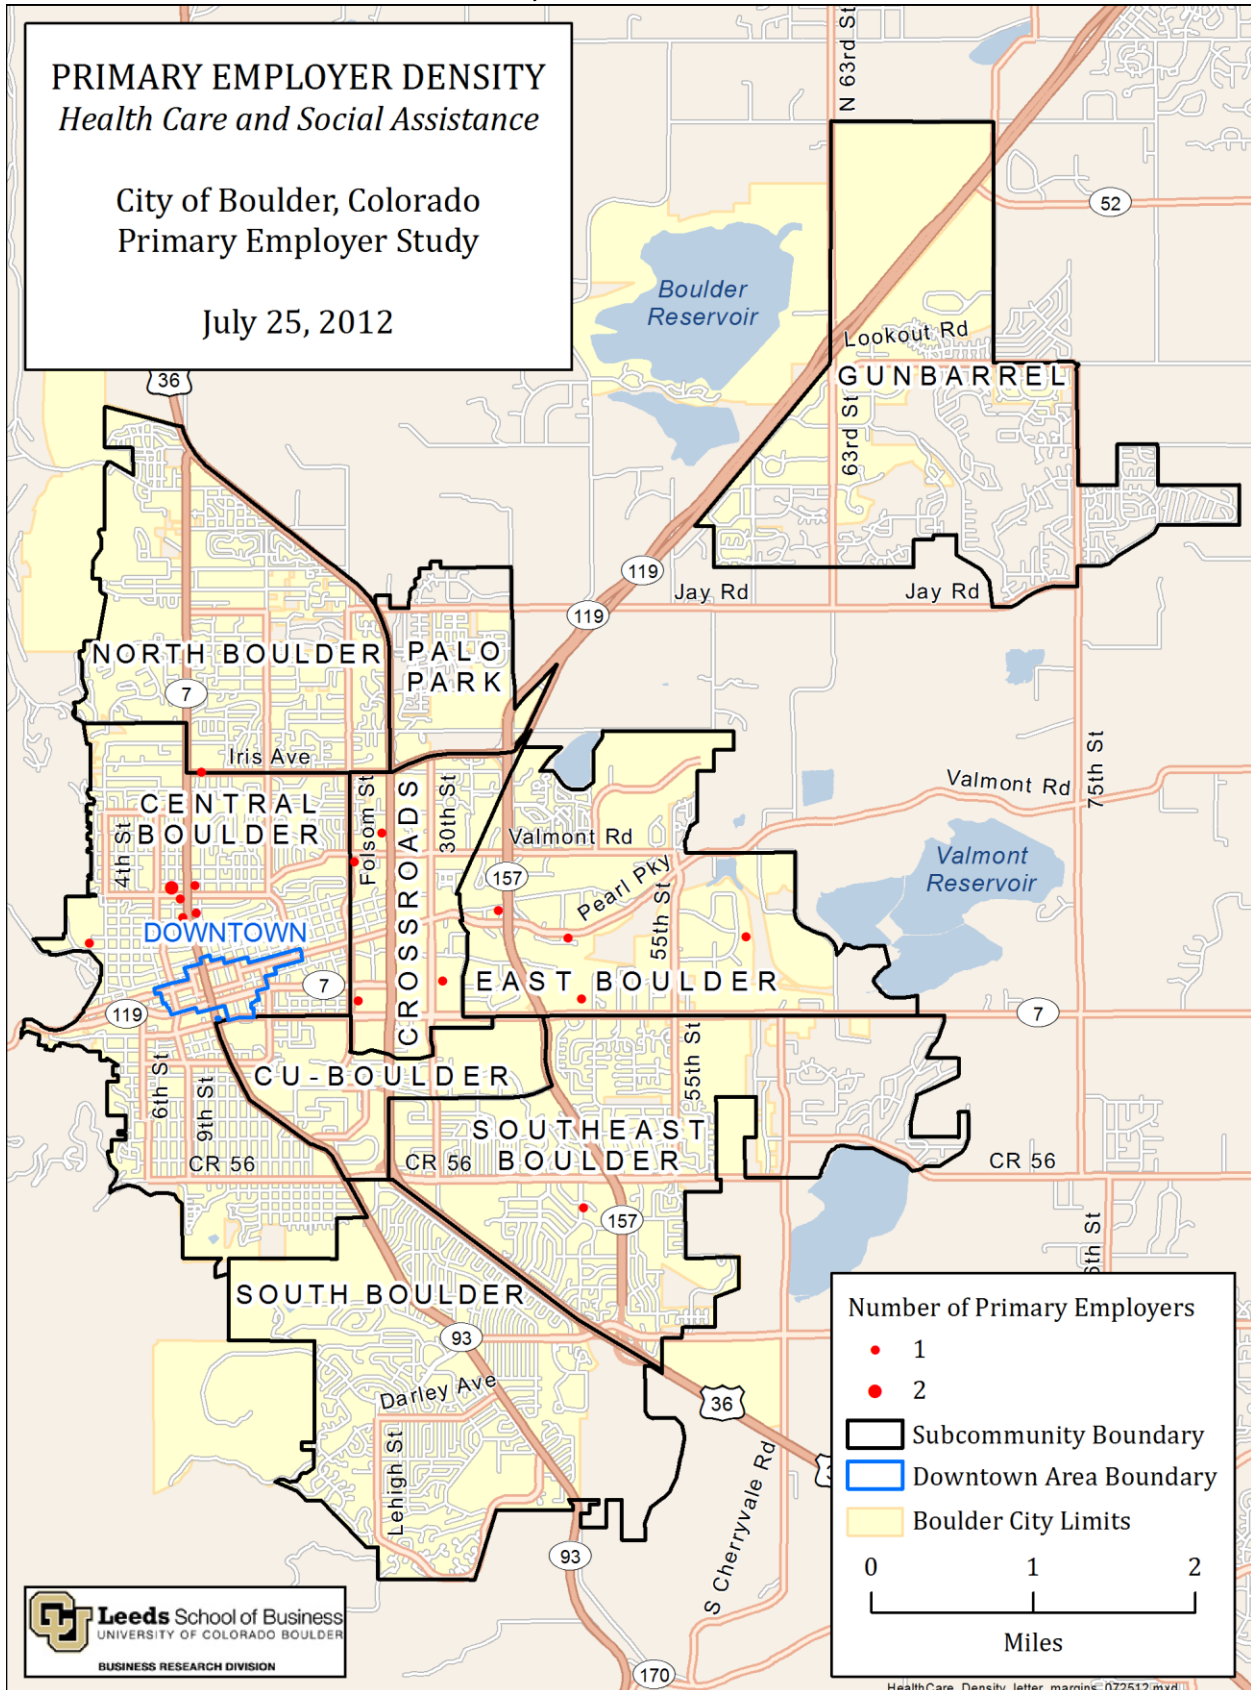 PRIMARY EMPLOYER DENSITY
Health Care and Social Assistance
City of Boulder, Colorado
Primary Employer Study
July 25, 2012
N 63rd St
36
52
Boulder
Reservoir
Lookout Rd
GUNBARREL
63rd St
119
Jay Rd
Jay Rd
119
NORTH BOULDER
PALO
PARK
7
Iris Ave
75th St
Valmont Rd
CENTRAL
BOULDER
4th St
Folsom St
CROSSROADS
30th St
Valmont Rd
157
Pearl Pky
55th St
Valmont
Reservoir
DOWNTOWN
7
EAST BOULDER
119
7
6th St
9th St
CU-BOULDER
55th St
SOUTHEAST
BOULDER
CR 56
CR 56
CR 56
157
SOUTH BOULDER
93
Darley Ave
36
Lehigh St
S Cherryvale Rd
93
170
Number of Primary Employers
1
2
Subcommunity Boundary
Downtown Area Boundary
Boulder City Limits
0 1 2
Miles
CU
Leeds School of Business
UNIVERSITY OF COLORADO BOULDER
BUSINESS RESEARCH DIVISION